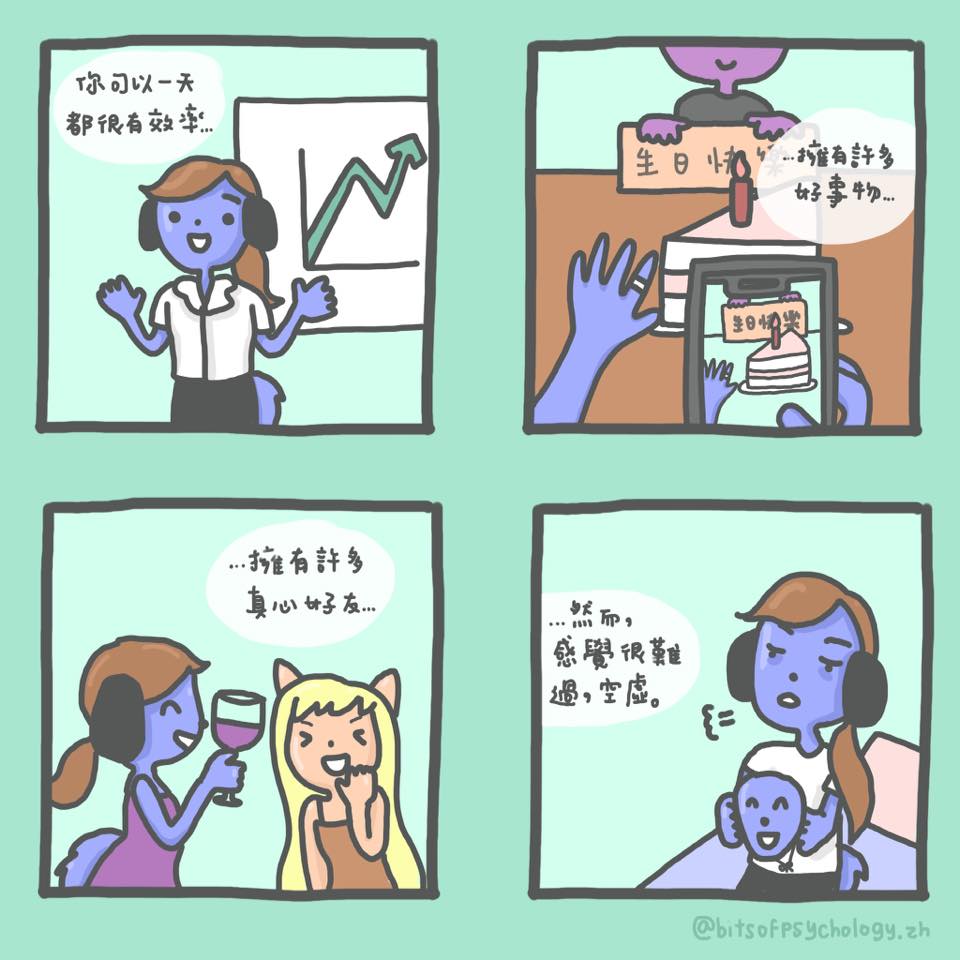 你可以一天
都很有效率...
生日快樂
...擁有許多
好事物...
生日快樂
...擁有許多
真心好友...
...然而,
感覺很難
過,空虛。
@bitsofpsychology.zh